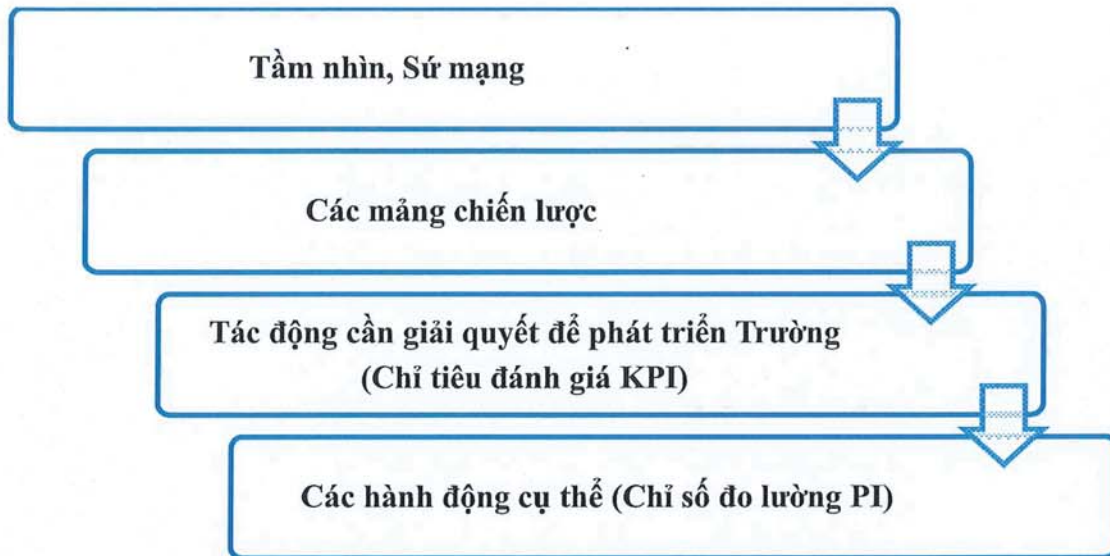 Tầm nhìn, Sứ mạng
Các mảng chiến lược
Tác động cần giải quyết để phát triển Trường
(Chỉ tiêu đánh giá KPI)
Các hành động cụ thể (Chỉ số đo lường PI)